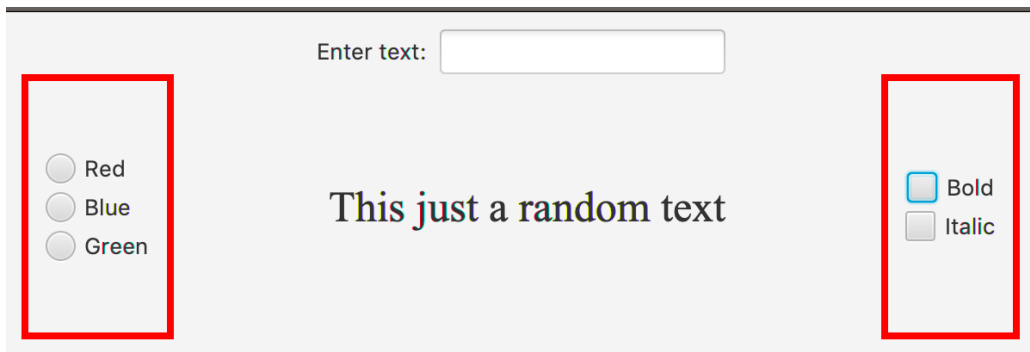 Enter text:
Red
Blue
Green
This just a random text
Bold
Italic